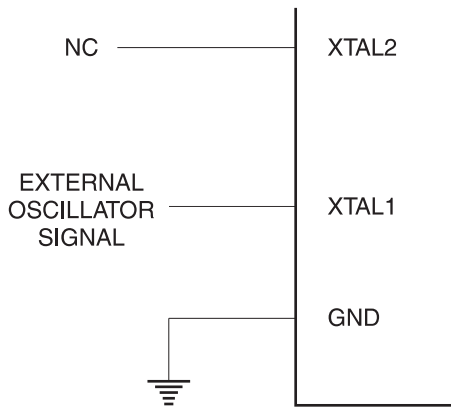 NC
XTAL2
EXTERNAL
OSCILLATOR
SIGNAL
XTAL1
GND